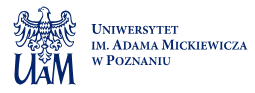 UNIWERSYTET
IM. ADAMA MICKIEWICZA
W POZNANIU
UAM